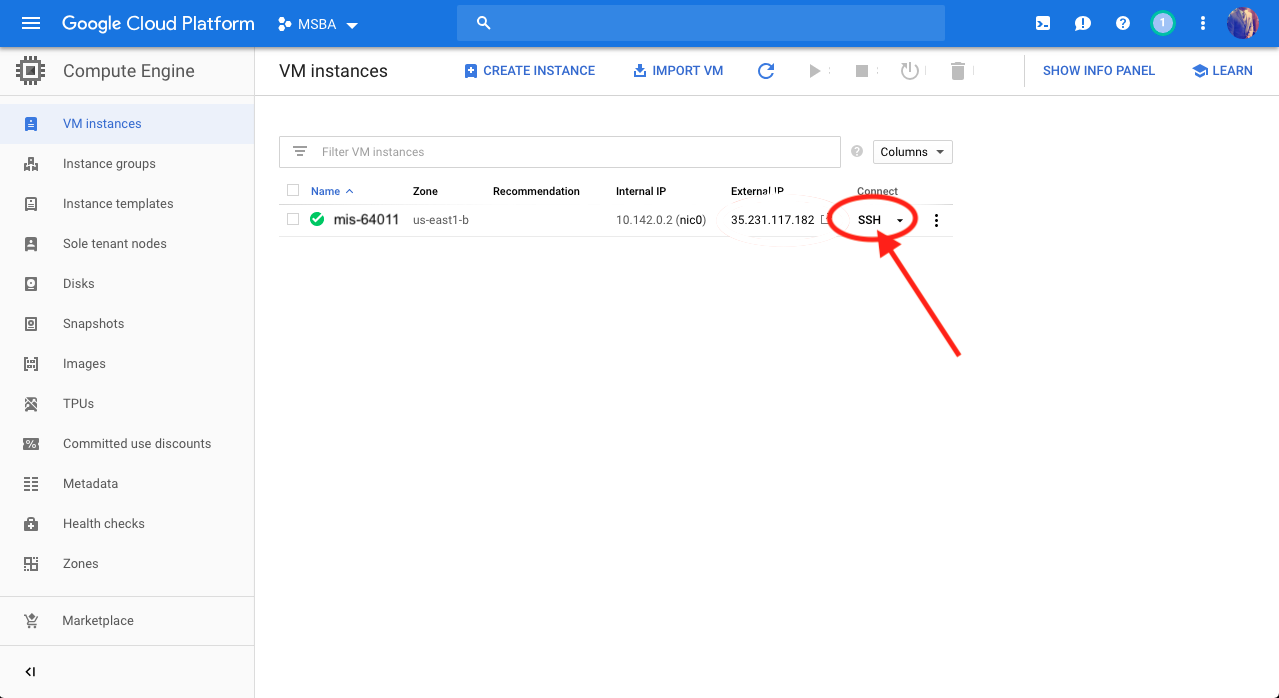 Google Cloud Platform MSBA 1
Compute Engine VM instances CREATE INSTANCE IMPORT VM SHOW INFO PANEL LEARN
VM instances
Instance groups
Instance templates
Sole tenant nodes
Disks
Snapshots
Images
TPUs
Committed use discounts
Metadata
Health checks
Zones
Marketplace
Filter VM instances Columns
Name Zone Recommendation Internal IP External IP Connect
mis-64011 us-east1-b 10.142.0.2 (nic0) 35.231.117.182 SSH